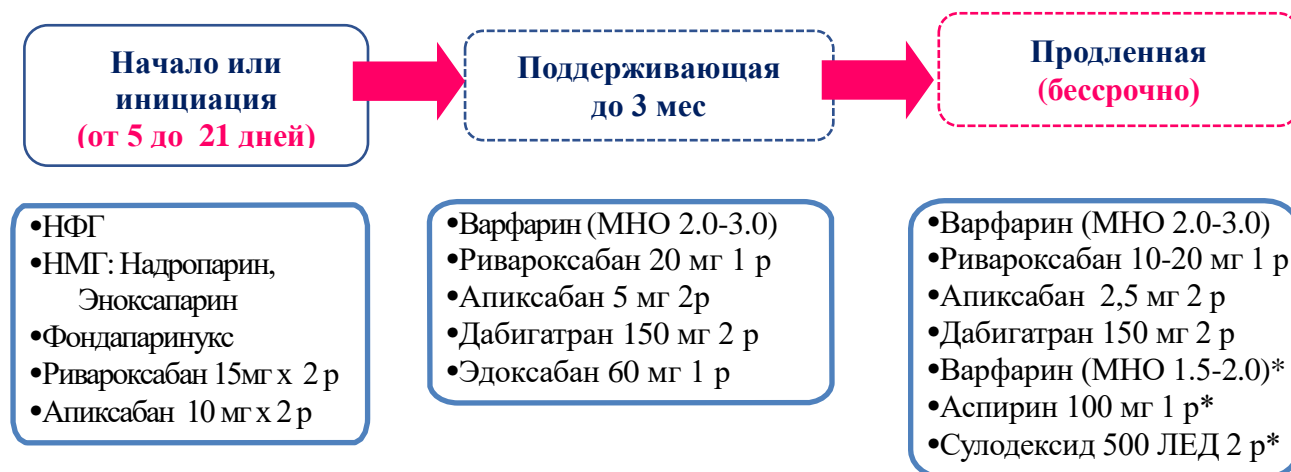 Начало или
инициация
(от 5 до 21 дней)
Поддерживающая
до 3 мес
Продленная
(бессрочно)
•НФГ
•НМГ: Надропарин,
Эноксапарин
•Фондапаринукс
•Ривароксабан 15мг х 2 р
•Апиксабан 10 мг х 2 р
•Варфарин (МНО 2.0-3.0)
•Ривароксабан 20 мг 1 р
•Апиксабан 5 мг 2р
•Дабигатран 150 мг 2 р
•Эдоксабан 60 мг 1 р
•Варфарин (МНО 2.0-3.0)
•Ривароксабан 10-20 мг 1 р
•Апиксабан 2,5 мг 2 р
•Дабигатран 150 мг 2 р
•Варфарин (МНО 1.5-2.0)*
•Аспирин 100 мг 1 р*
•Сулодексид 500 ЛЕД 2 р*